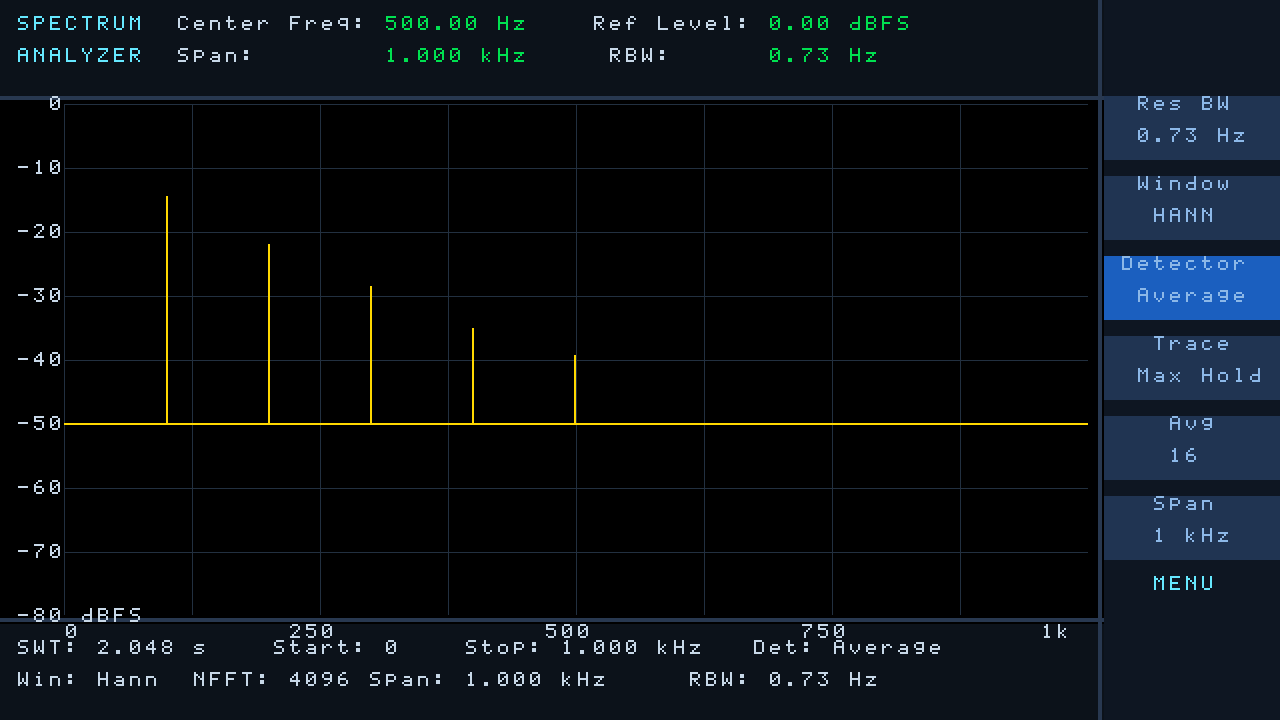 SPECTRUM Center Freq: 500.00 Hz Ref Level: 0.00 dBFS
ANALYZER Span: 1.000 kHz RBW: 0.73 Hz
0
-10
-20
-30
-40
-50
-60
-70
-80 dBFS
0 250 500 750 1k
SWT: 2.048 s Start: 0 Stop: 1.000 kHz Det: Average
Win: Hann NFFT: 4096 Span: 1.000 kHz RBW: 0.73 Hz
Res BW
0.73 Hz
Window
HANN
Detector
Average
Trace
Max Hold
Avg
16
Span
1 kHz
MENU